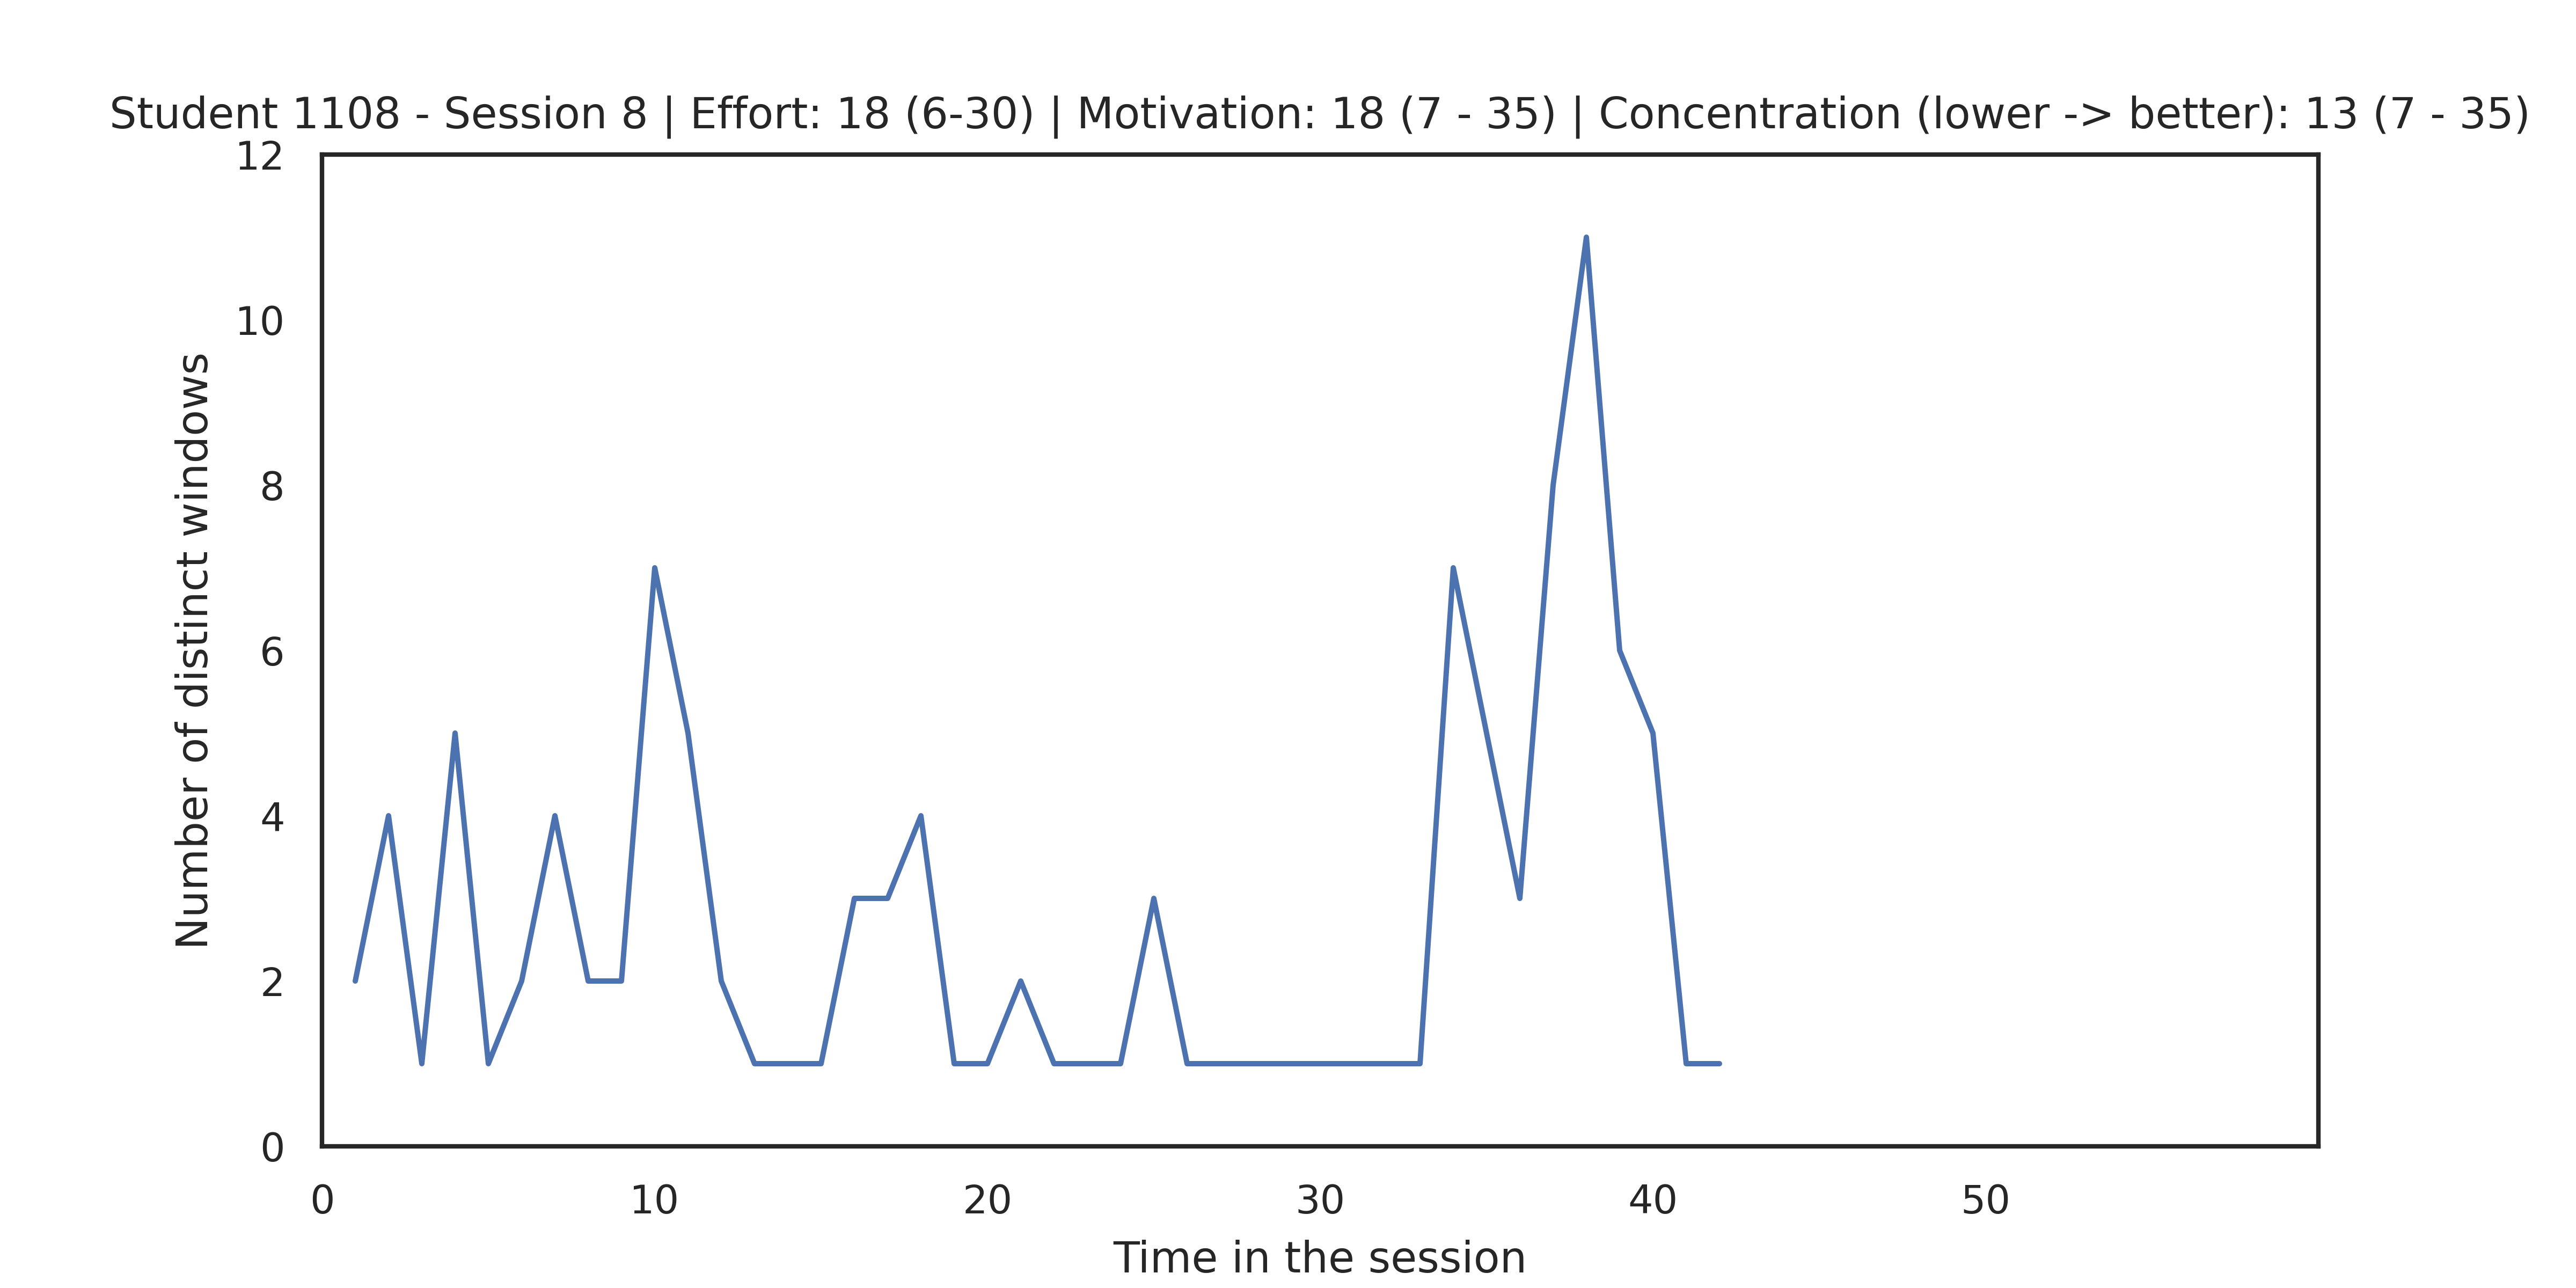 Student 1108 - Session 8 | Effort: 18 (6-30) | Motivation: 18 (7 - 35) | Concentration (lower -> better): 13 (7 - 35)
12
10
8
6
4
2
0
Number of distinct windows
0 10 20 30 40 50
Time in the session